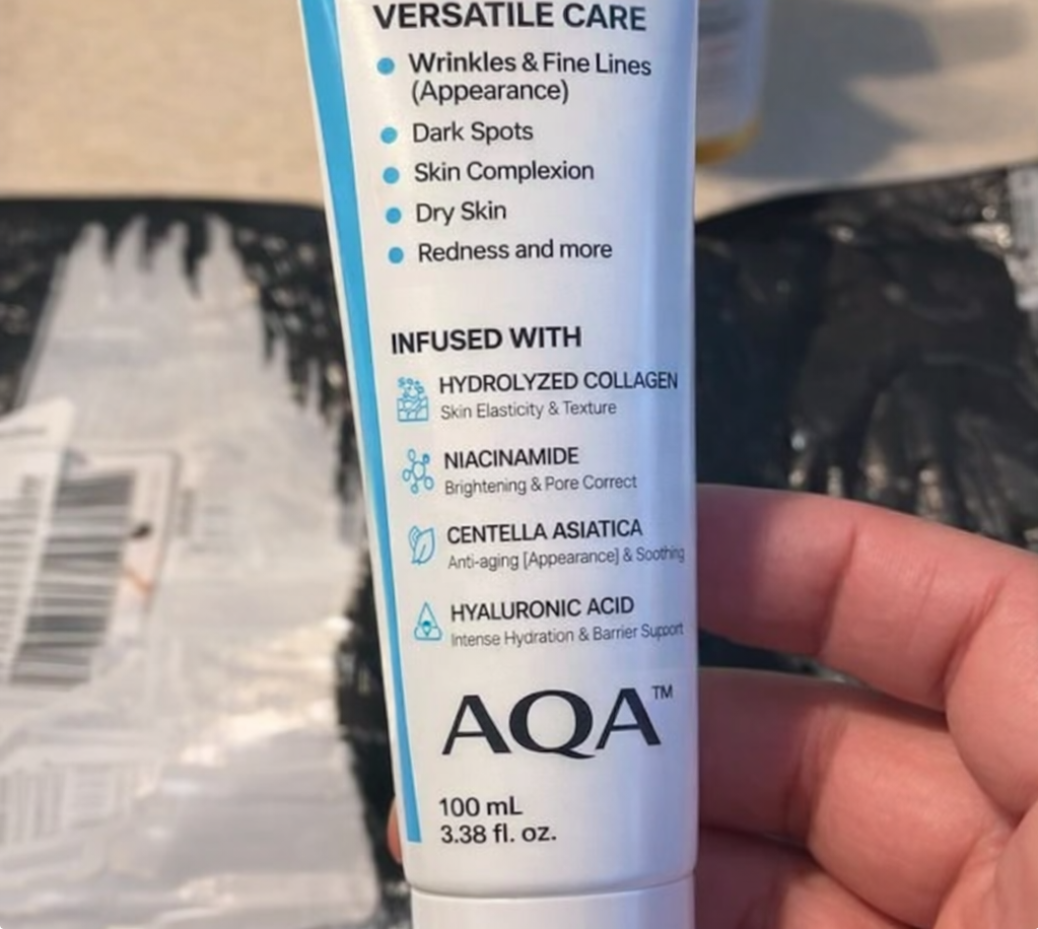 VERSATILE CARE
Wrinkles & Fine Lines
(Appearance)
Dark Spots
Skin Complexion
Dry Skin
Redness and more
INFUSED WITH
HYDROLYZED COLLAGEN
Skin Elasticity & Texture
NIACINAMIDE
Brightening & Pore Correct
CENTELLA ASIATICA
Anti-aging [Appearance] & Soothing
HYALURONIC ACID
Intense Hydration & Barrier Support
AQA™
100 mL
3.38 fl. oz.